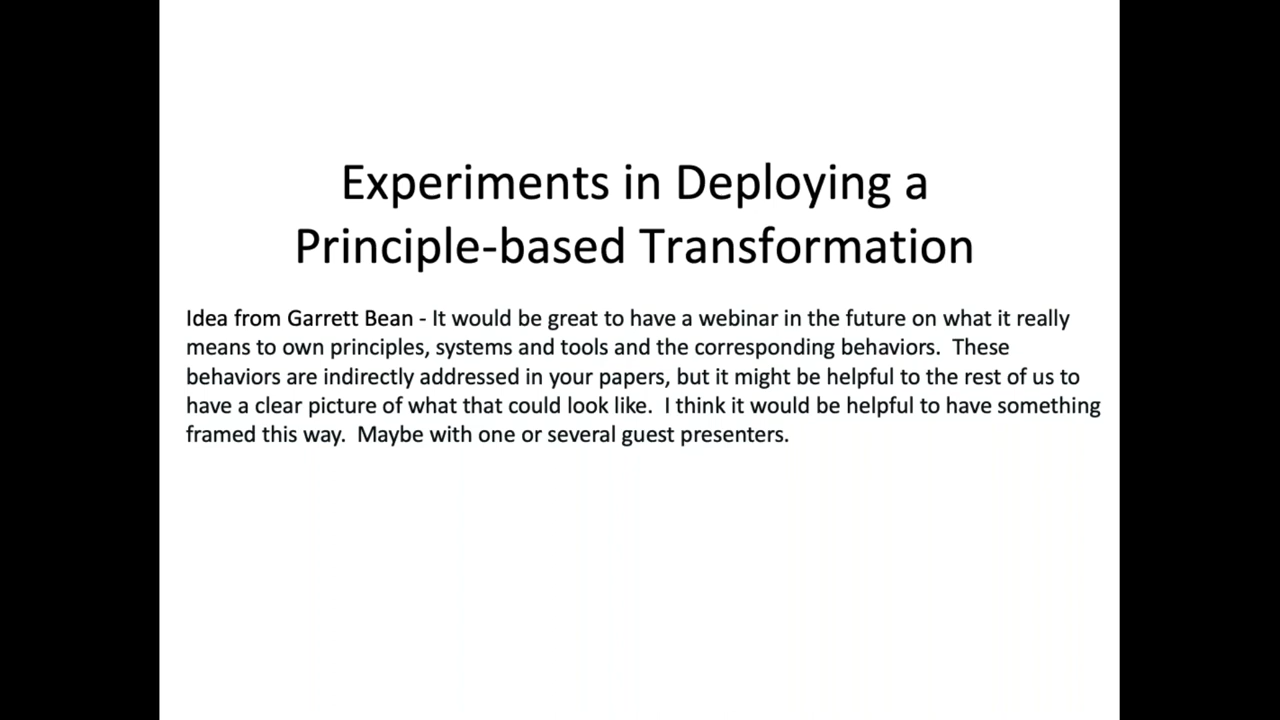 Experiments in Deploying a
Principle-based Transformation
Idea from Garrett Bean - It would be great to have a webinar in the future on what it really
means to own principles, systems and tools and the corresponding behaviors.  These
behaviors are indirectly addressed in your papers, but it might be helpful to the rest of us to
have a clear picture of what that could look like.  I think it would be helpful to have something
framed this way.  Maybe with one or several guest presenters.